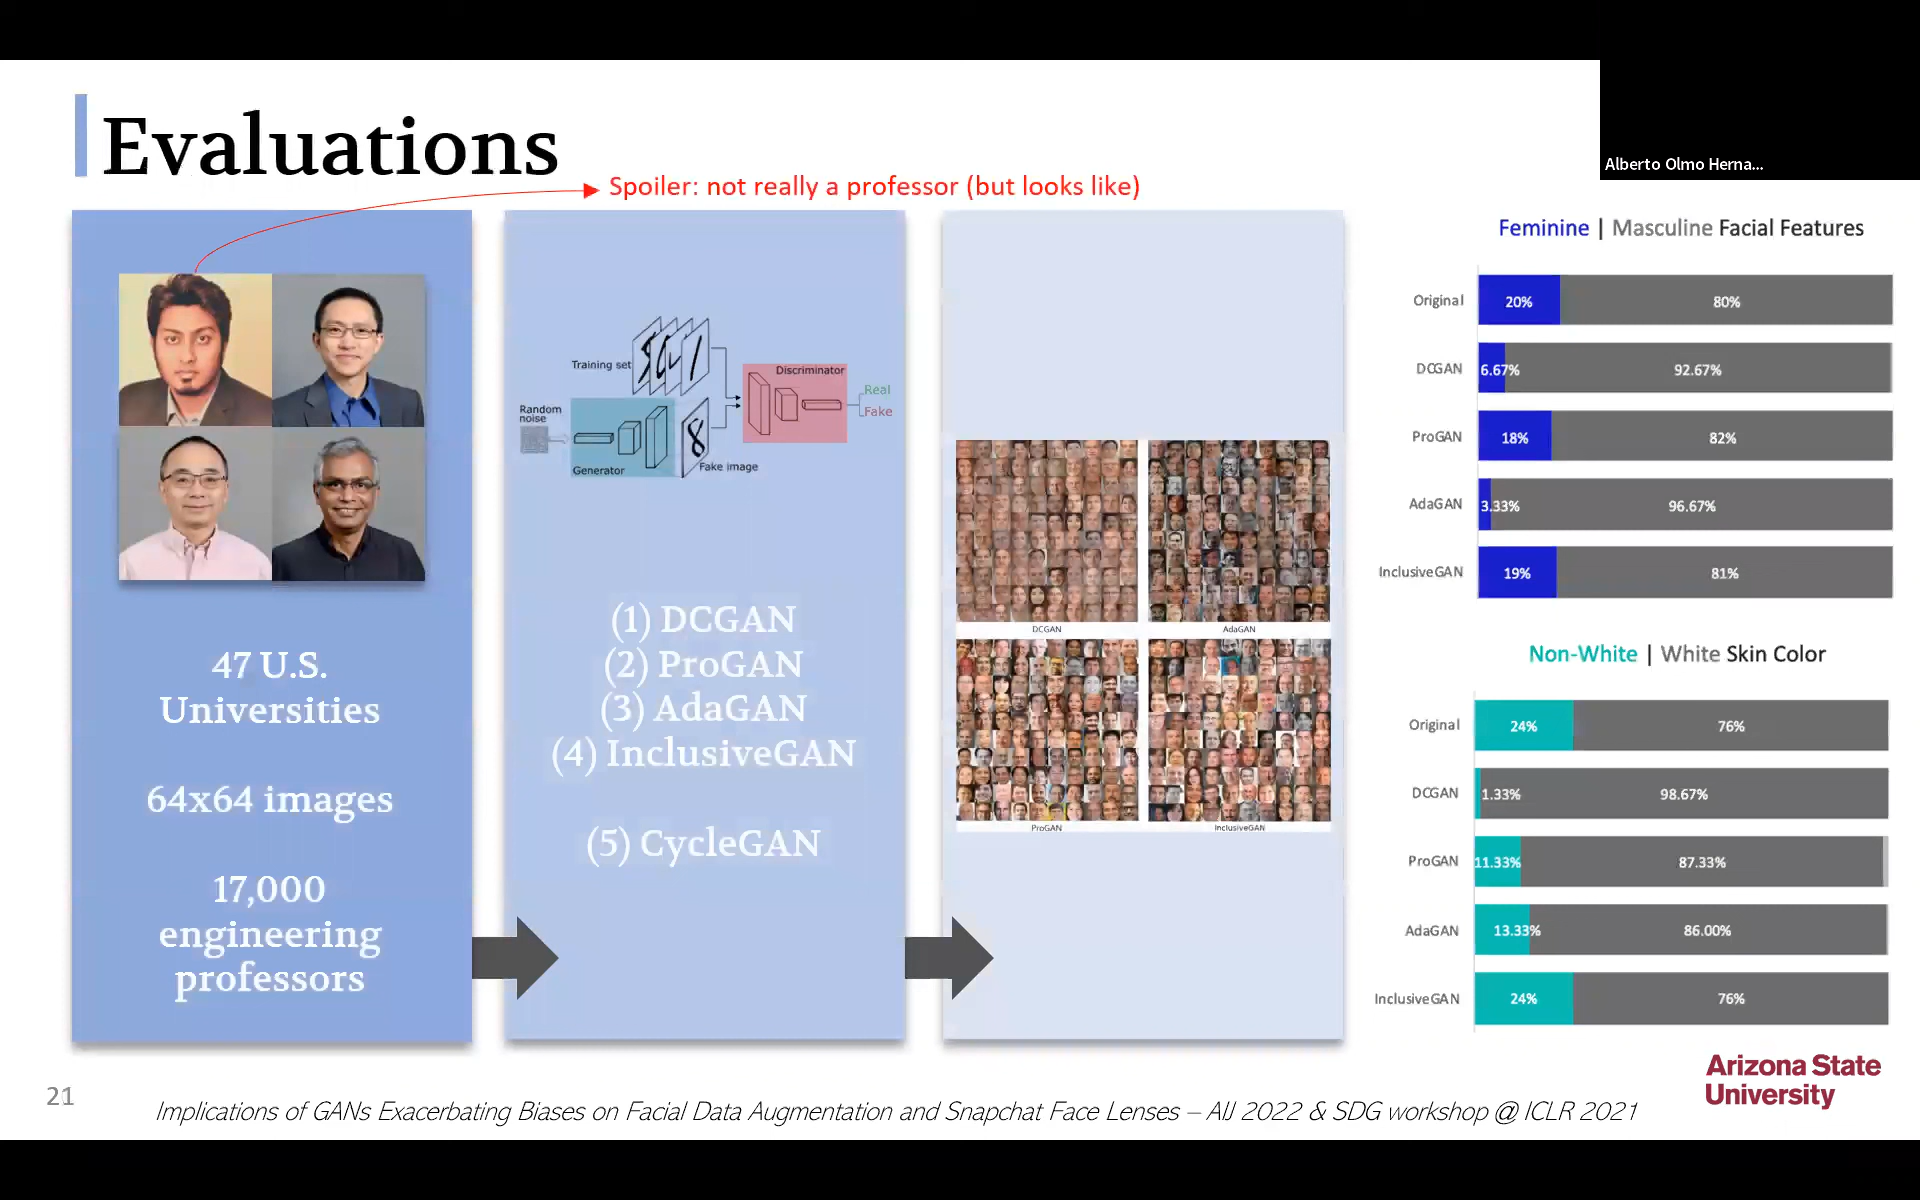 Evaluations
Spoiler: not really a professor (but looks like)
Alberto Olmo Herna...
47 U.S.
Universities
64x64 images
17,000
engineering
professors
Training set
Random
noise
Generator
Fake image
Discriminator
Real
Fake
(1) DCGAN
(2) ProGAN
(3) AdaGAN
(4) InclusiveGAN
(5) CycleGAN
DCGAN
AdaGAN
ProGAN
InclusiveGAN
Feminine | Masculine Facial Features
Original 20% 80%
DCGAN 6.67% 92.67%
ProGAN 18% 82%
AdaGAN 3.33% 96.67%
InclusiveGAN 19% 81%
Non-White | White Skin Color
Original 24% 76%
DCGAN 1.33% 98.67%
ProGAN 11.33% 87.33%
AdaGAN 13.33% 86.00%
InclusiveGAN 24% 76%
Arizona State
University
21
Implications of GANs Exacerbating Biases on Facial Data Augmentation and Snapchat Face Lenses – AIJ 2022 & SDG workshop @ ICLR 2021